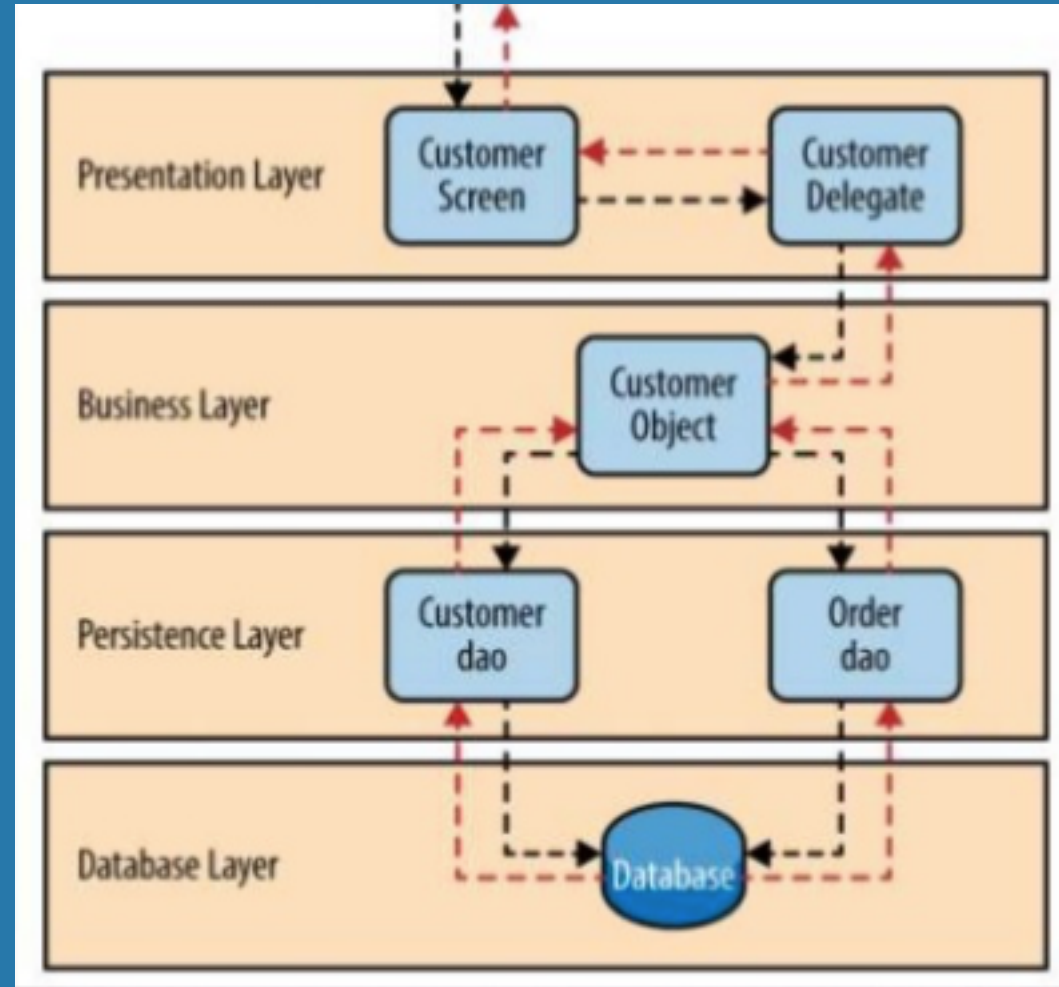 Presentation Layer
Customer
Screen
Customer
Delegate
Business Layer
Customer
Object
Persistence Layer
Customer
dao
Order
dao
Database Layer
Database